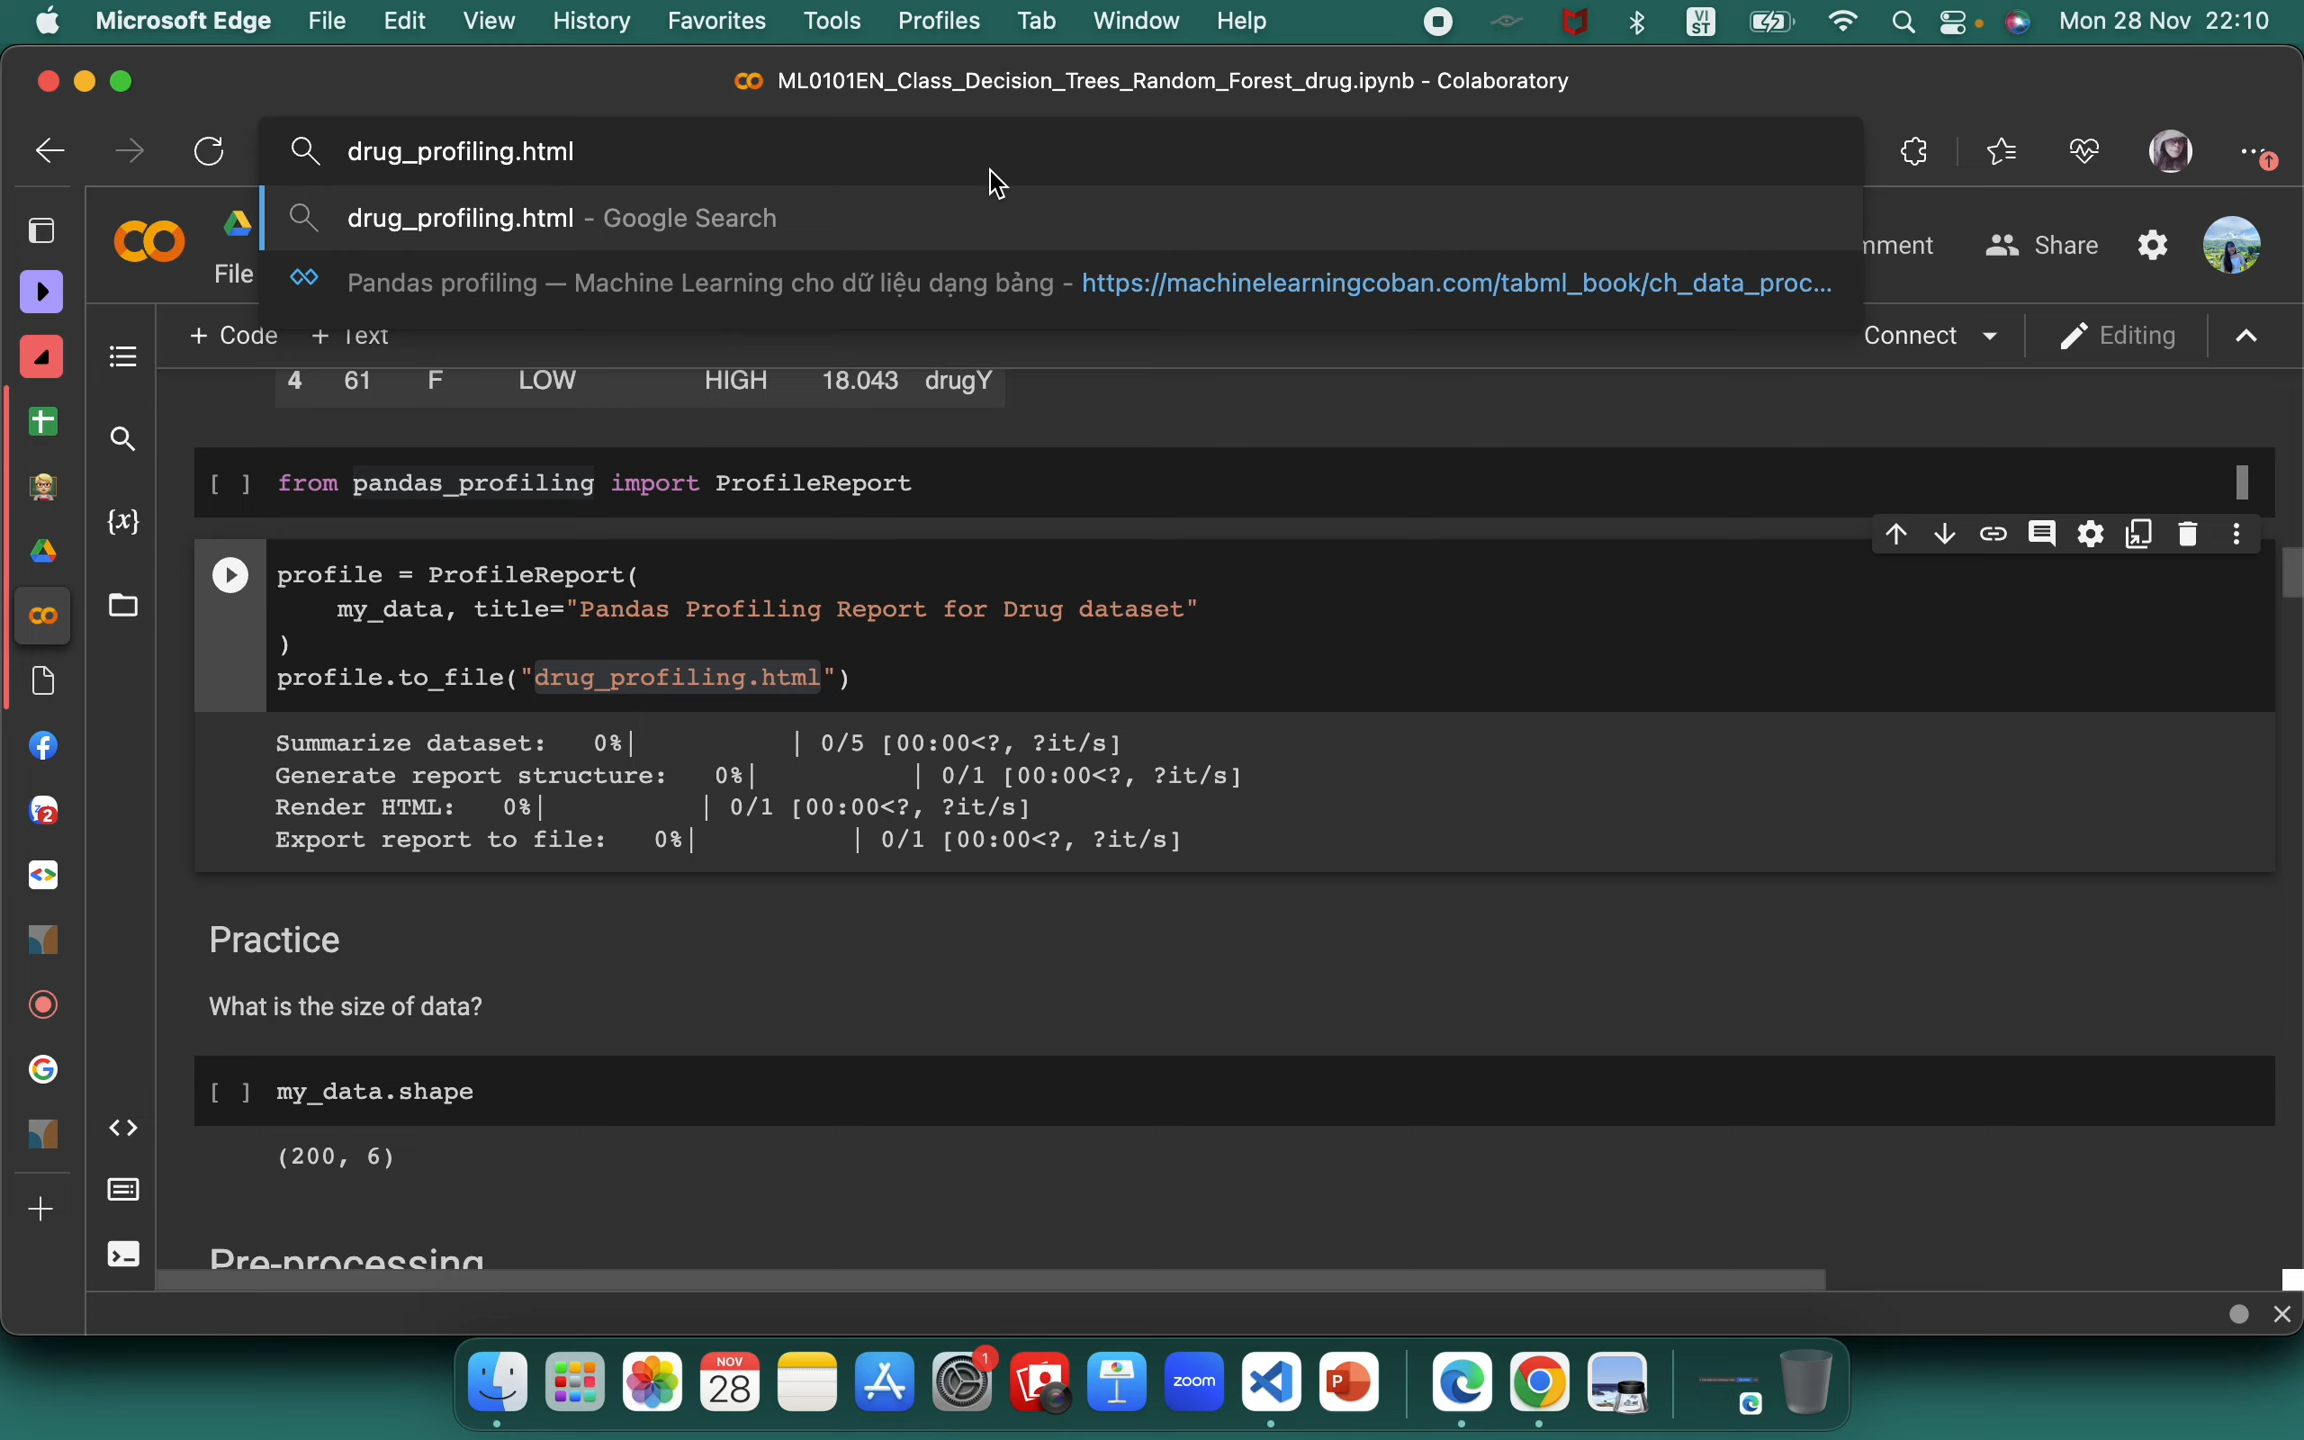 Microsoft Edge File Edit View History Favorites Tools Profiles Tab Window Help VI ST Mon 28 Nov 22:10
ML0101EN_Class_Decision_Trees_Random_Forest_drug.ipynb - Colaboratory
drug_profiling.html
drug_profiling.html - Google Search
mment Share
File
Pandas profiling — Machine Learning cho dữ liệu dạng bảng - https://machinelearningcoban.com/tabml_book/ch_data_proc...
+ Code + Text Connect Editing
4 61 F LOW HIGH 18.043 drugY
[ ] from pandas_profiling import ProfileReport
{x}
profile = ProfileReport(
my_data, title="Pandas Profiling Report for Drug dataset"
)
profile.to_file("drug_profiling.html")
Summarize dataset: 0%| | 0/5 [00:00<?, ?it/s]
Generate report structure: 0%| | 0/1 [00:00<?, ?it/s]
Render HTML: 0%| | 0/1 [00:00<?, ?it/s]
Export report to file: 0%| | 0/1 [00:00<?, ?it/s]
Practice
What is the size of data?
[ ] my_data.shape
(200, 6)
Pre-processing
NOV
28
1
zoom
P
2